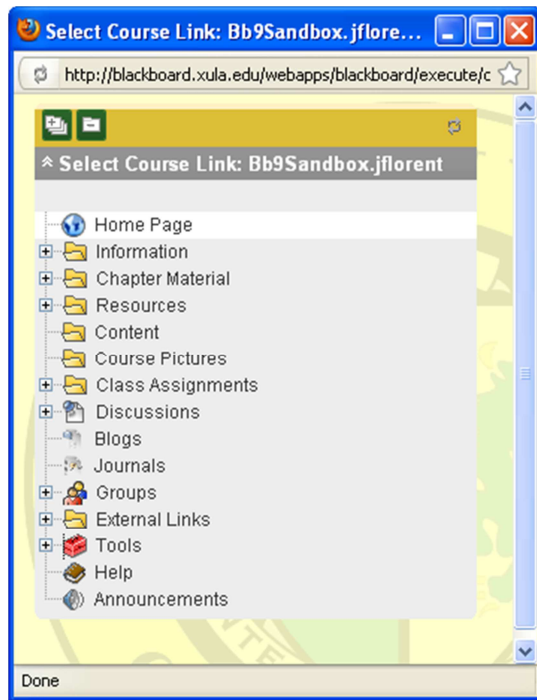 Select Course Link: Bb9Sandbox.jflore...
http://blackboard.xula.edu/webapps/blackboard/execute/c
Select Course Link: Bb9Sandbox.jflorent
Home Page
Information
Chapter Material
Resources
Content
Course Pictures
Class Assignments
Discussions
Blogs
Journals
Groups
External Links
Tools
Help
Announcements
Done